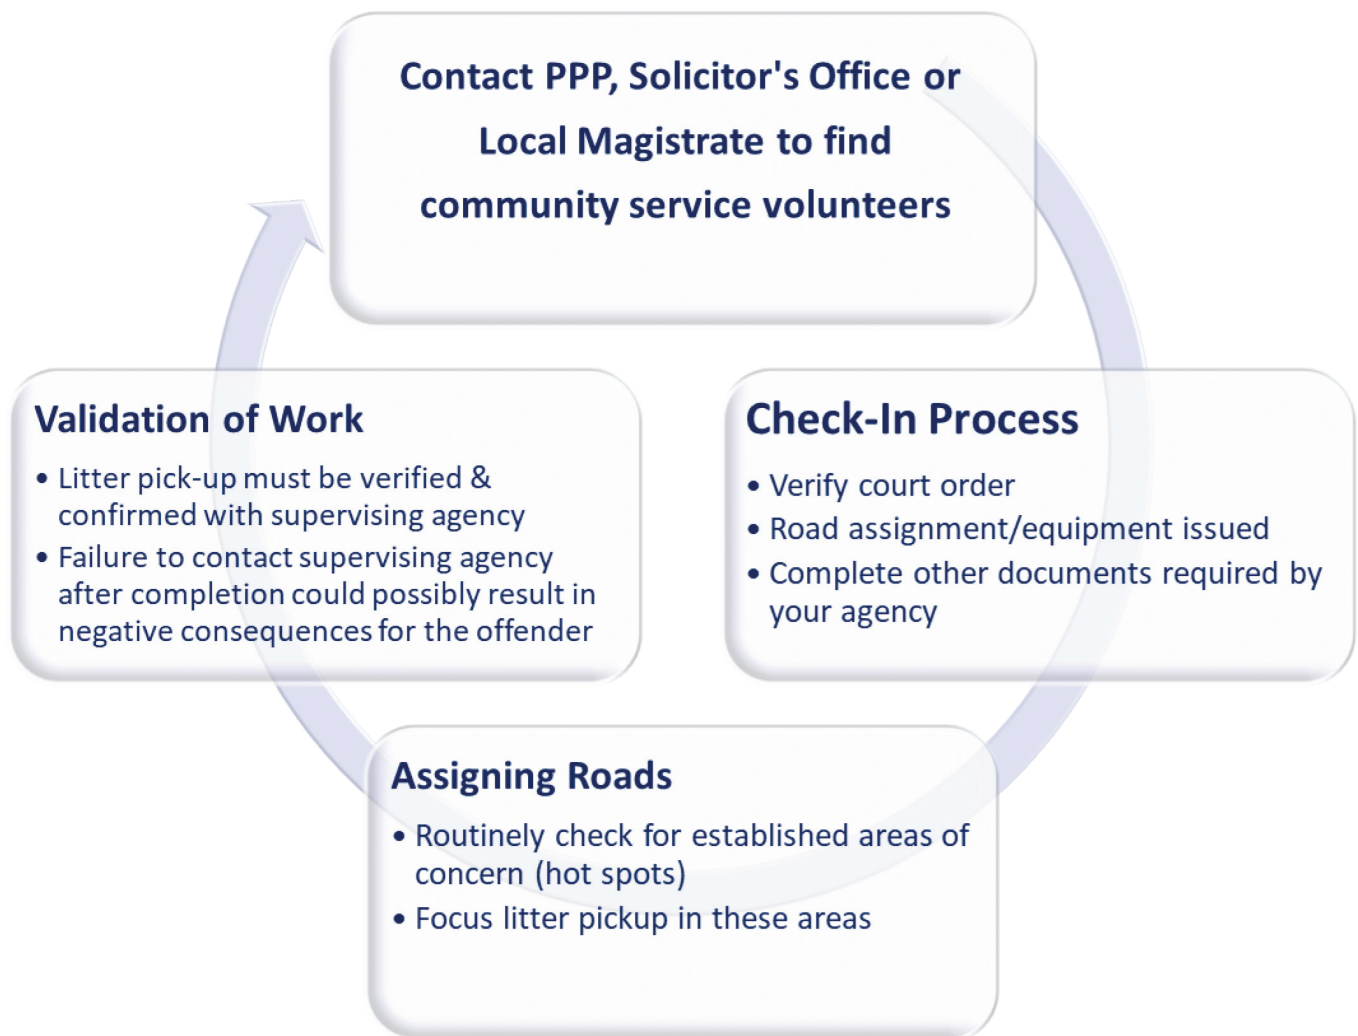 Contact PPP, Solicitor's Office or
Local Magistrate to find
community service volunteers
Check-In Process
• Verify court order
• Road assignment/equipment issued
• Complete other documents required by
your agency
Assigning Roads
• Routinely check for established areas of
concern (hot spots)
• Focus litter pickup in these areas
Validation of Work
• Litter pick-up must be verified &
confirmed with supervising agency
• Failure to contact supervising agency
after completion could possibly result in
negative consequences for the offender